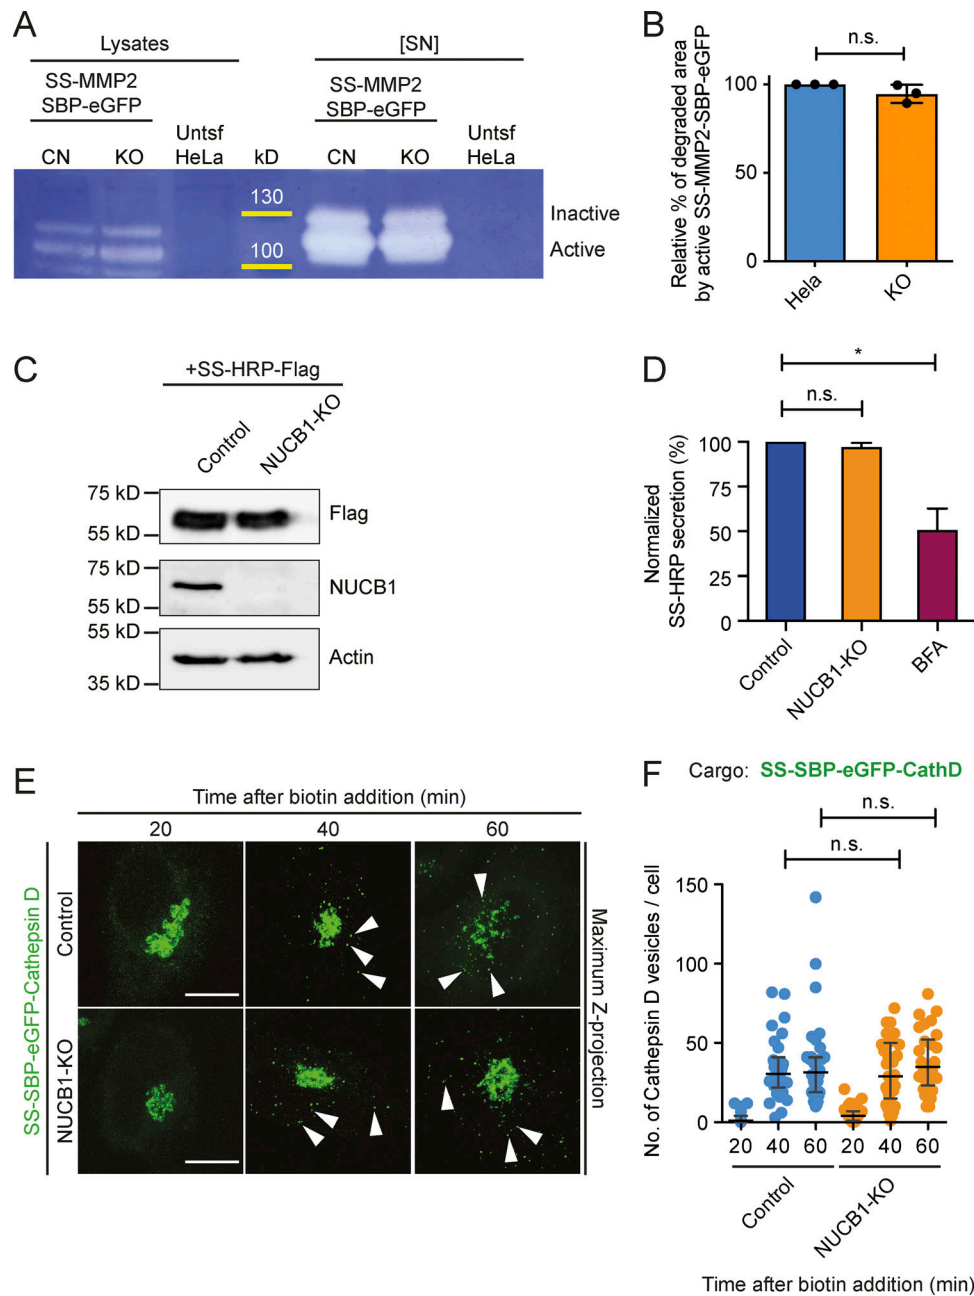 A
Lysates
[SN]
SS-MMP2
SBP-eGFP
SS-MMP2
SBP-eGFP
Untsf
HeLa
Untsf
HeLa
CN
KO
kD
CN
KO
130
100
Inactive
Active
B
n.s.
Relative % of degraded area
by active SS-MMP2-SBP-eGFP
100
50
0
Hela
KO
C
+SS-HRP-Flag
Control
NUCB1-KO
75 kD
55 kD
Flag
75 kD
55 kD
NUCB1
55 kD
35 kD
Actin
D
*
n.s.
Normalized
SS-HRP secretion (%)
100
75
50
25
0
Control
NUCB1-KO
BFA
E
Time after biotin addition (min)
20
40
60
SS-SBP-eGFP-Cathepsin D
Control
NUCB1-KO
Maximum Z-projection
F
Cargo: SS-SBP-eGFP-CathD
n.s.
n.s.
No. of Cathepsin D vesicles / cell
150
100
50
0
20 40 60 20 40 60
Control
NUCB1-KO
Time after biotin addition (min)